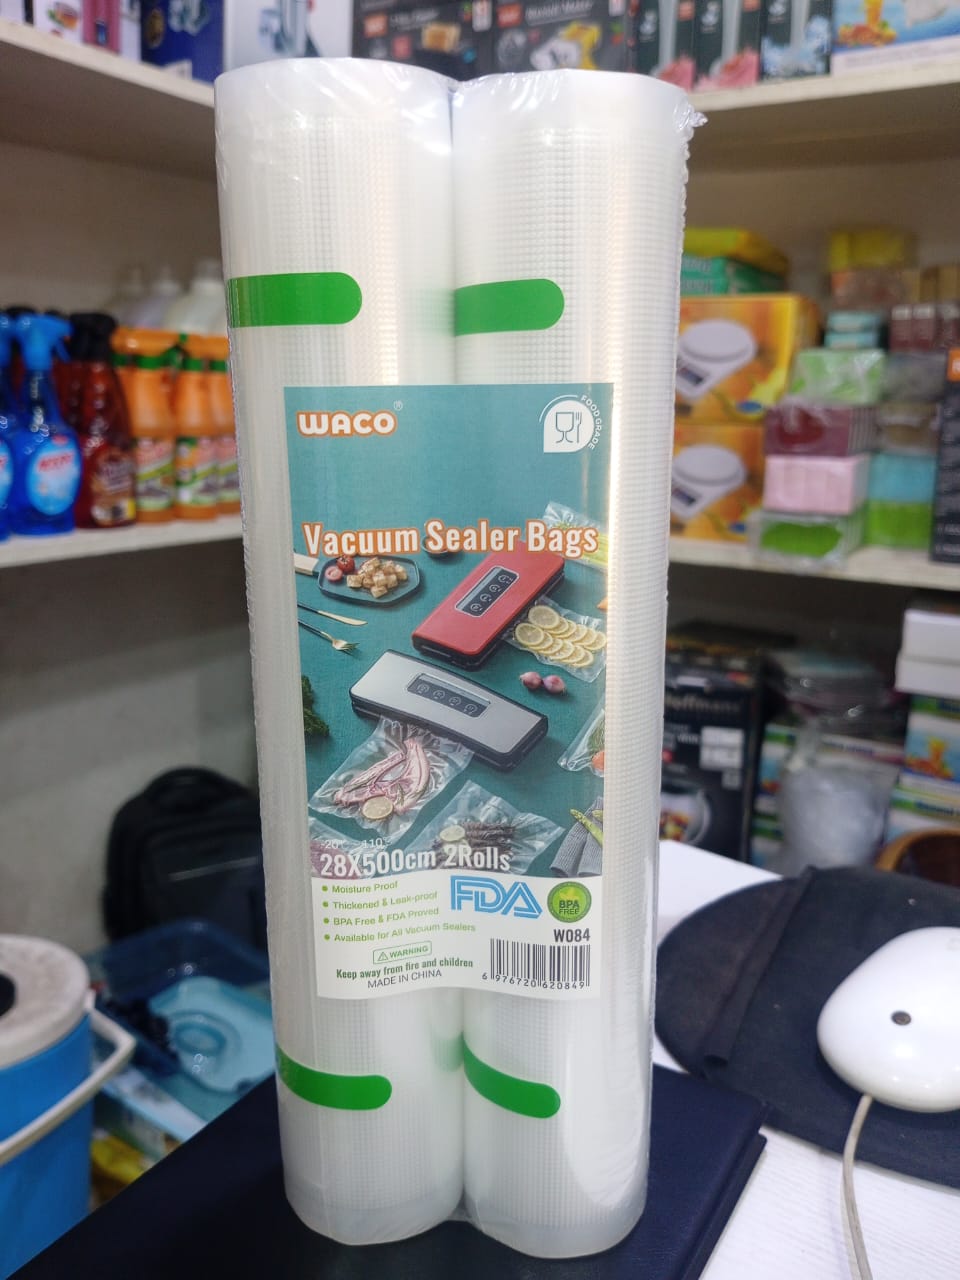 WACO®
FOOD GRADE
Vacuum Sealer Bags
-20° 110°
28X500cm 2Rolls
Moisture Proof
Thickened & Leak-proof
BPA Free & FDA Proved
Available for All Vacuum Sealers
FDA
BPA
FREE
W084
WARNING
Keep away from fire and children
MADE IN CHINA
6 976720 620849